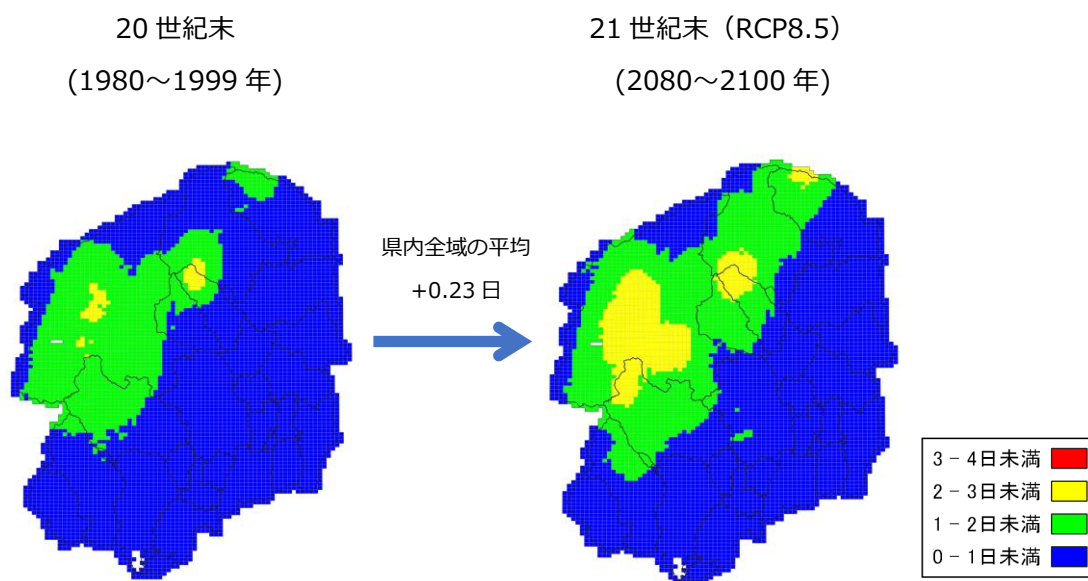 20 世紀末
(1980～1999 年)
21 世紀末（RCP8.5）
(2080～2100 年)
県内全域の平均
+0.23 日
3－4日未満
2－3日未満
1－2日未満
0－1日未満